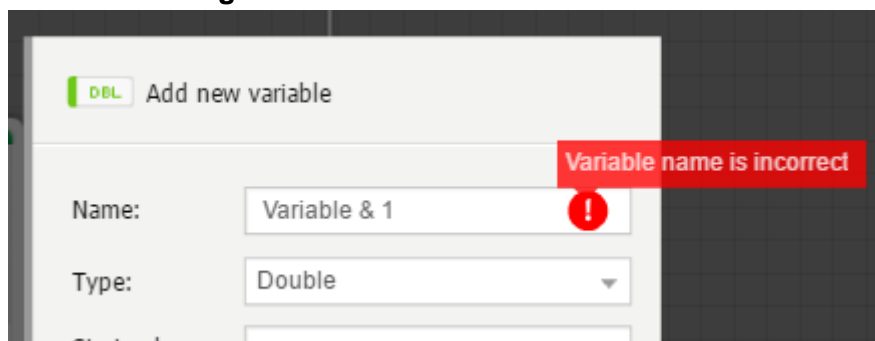 DBL Add new variable
Variable name is incorrect
Name: Variable & 1
!
Type: Double